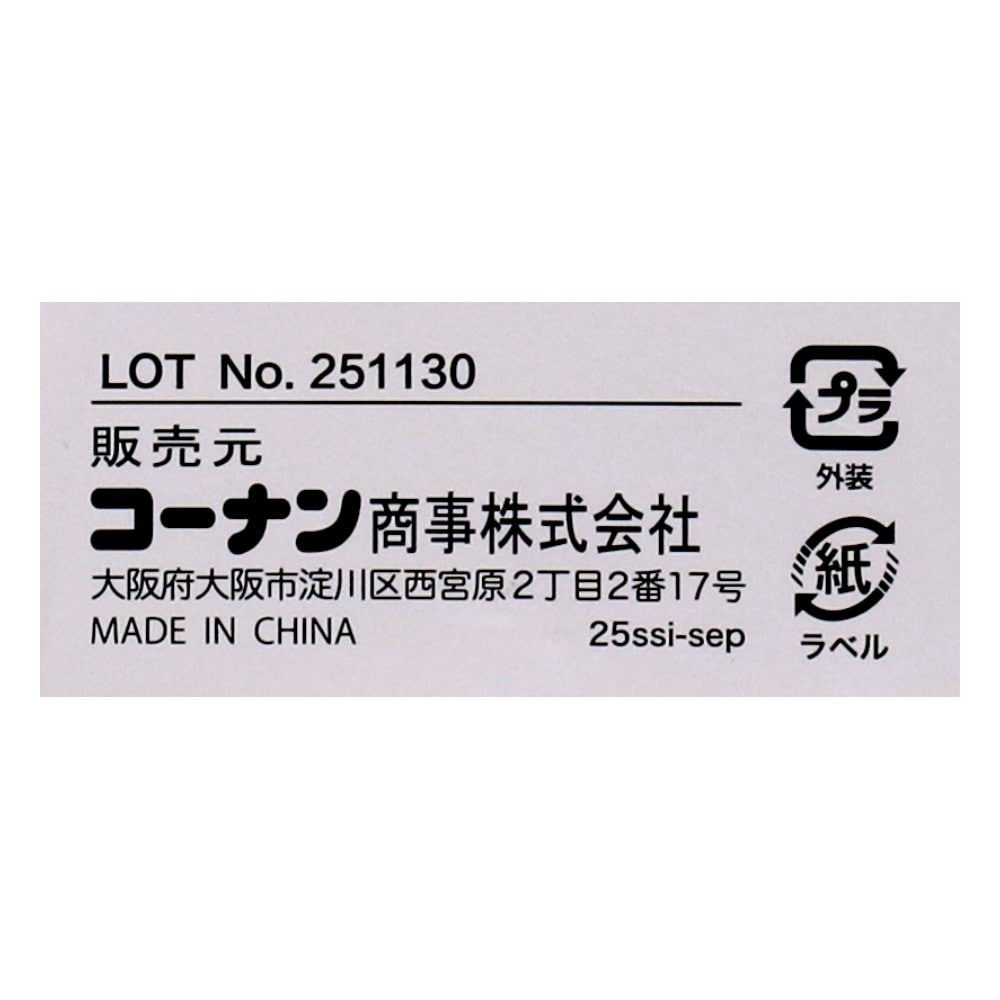 LOT No. 251130
販売元
コーナン商事株式会社
大阪府大阪市淀川区西宮原2丁目2番17号
MADE IN CHINA 25ssi-sep
プラ
外装
紙
ラベル